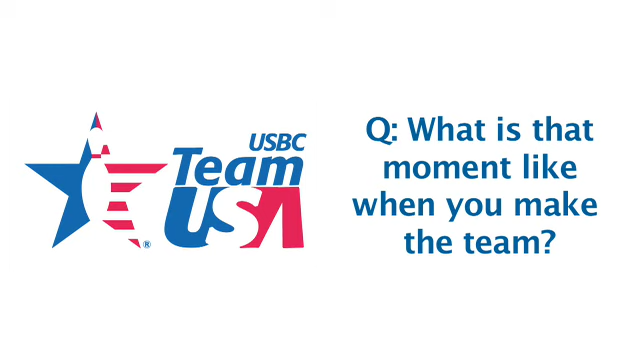 USBC
Team
USA
®
Q: What is that
moment like
when you make
the team?